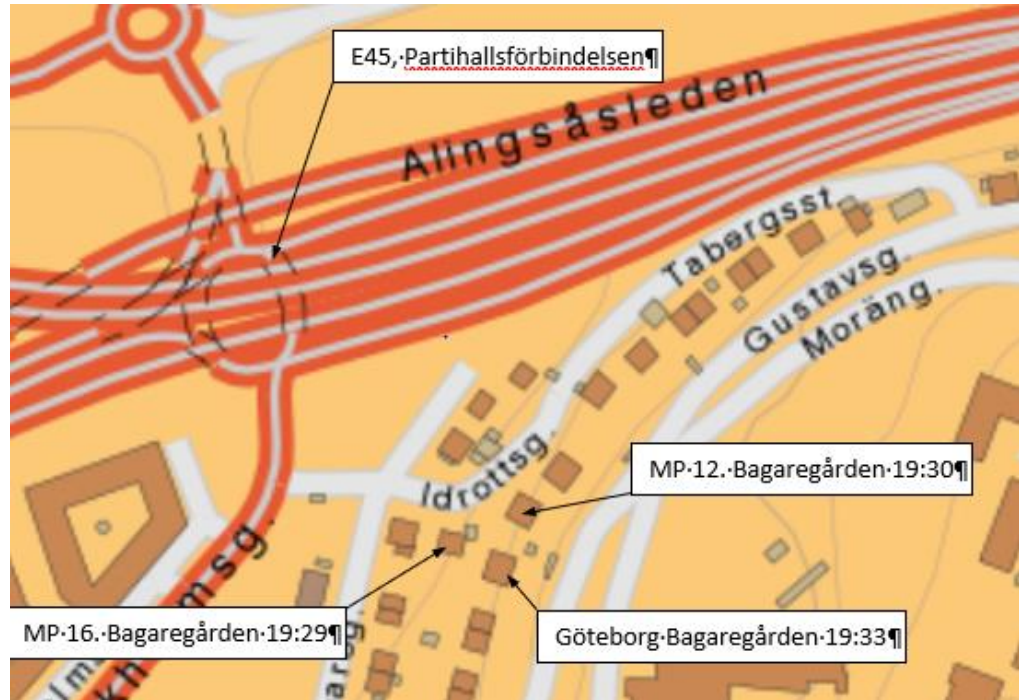 E45,·Partihallsförbindelsen¶
Alingsåsleden
Tabergsst.
Gustavsg.
Moräng.
Idrottsg.
MP·12.·Bagaregården·19:30¶
MP·16.·Bagaregården·19:29¶
Göteborg·Bagaregården·19:33¶